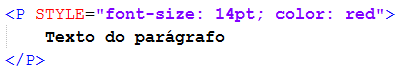 <P STYLE="font-size: 14pt; color: red">
Texto do parágrafo
</P>